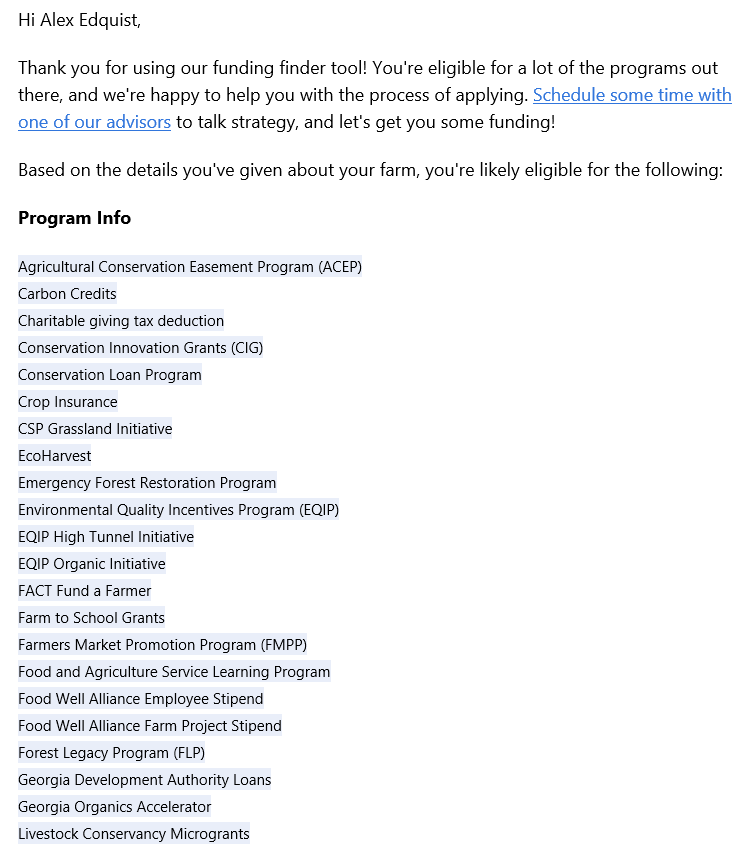 Hi Alex Edquist,
Thank you for using our funding finder tool! You're eligible for a lot of the programs out
there, and we're happy to help you with the process of applying. Schedule some time with
one of our advisors to talk strategy, and let's get you some funding!
Based on the details you've given about your farm, you're likely eligible for the following:
Program Info
Agricultural Conservation Easement Program (ACEP)
Carbon Credits
Charitable giving tax deduction
Conservation Innovation Grants (CIG)
Conservation Loan Program
Crop Insurance
CSP Grassland Initiative
EcoHarvest
Emergency Forest Restoration Program
Environmental Quality Incentives Program (EQIP)
EQIP High Tunnel Initiative
EQIP Organic Initiative
FACT Fund a Farmer
Farm to School Grants
Farmers Market Promotion Program (FMPP)
Food and Agriculture Service Learning Program
Food Well Alliance Employee Stipend
Food Well Alliance Farm Project Stipend
Forest Legacy Program (FLP)
Georgia Development Authority Loans
Georgia Organics Accelerator
Livestock Conservancy Microgrants